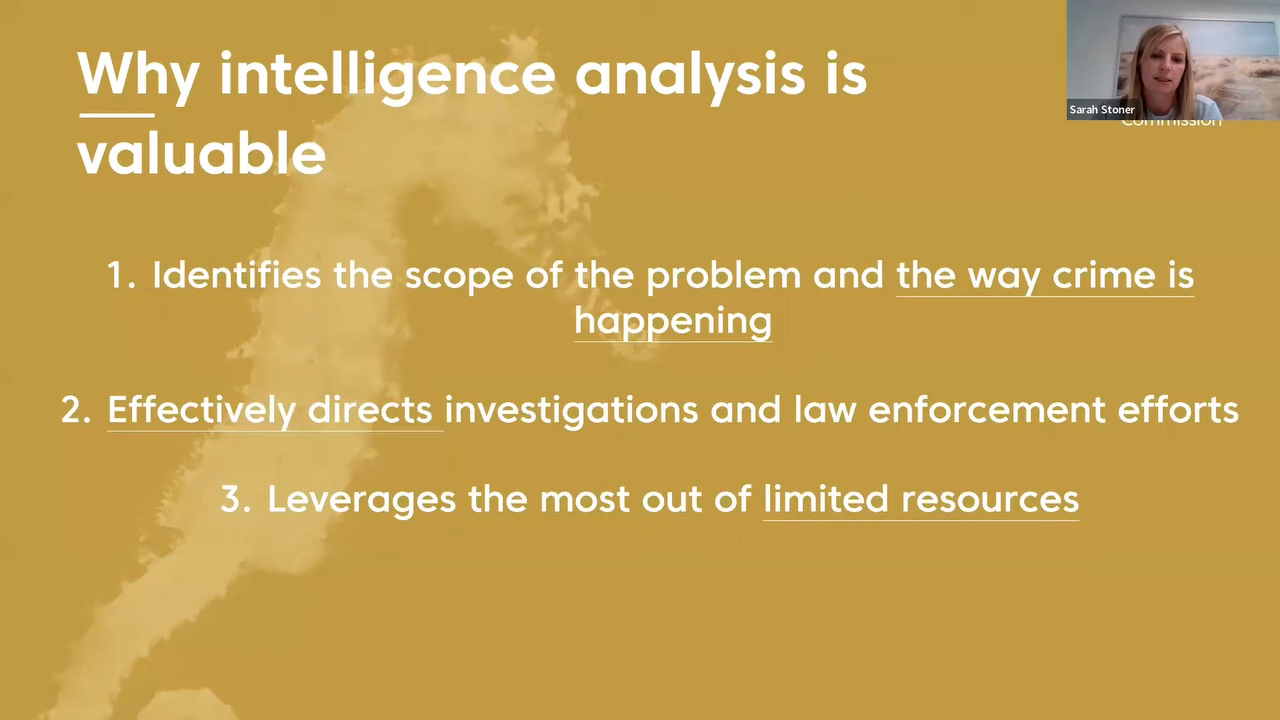 Why intelligence analysis is
valuable
Sarah Stoner
Commission
1. Identifies the scope of the problem and the way crime is
happening
2. Effectively directs investigations and law enforcement efforts
3. Leverages the most out of limited resources